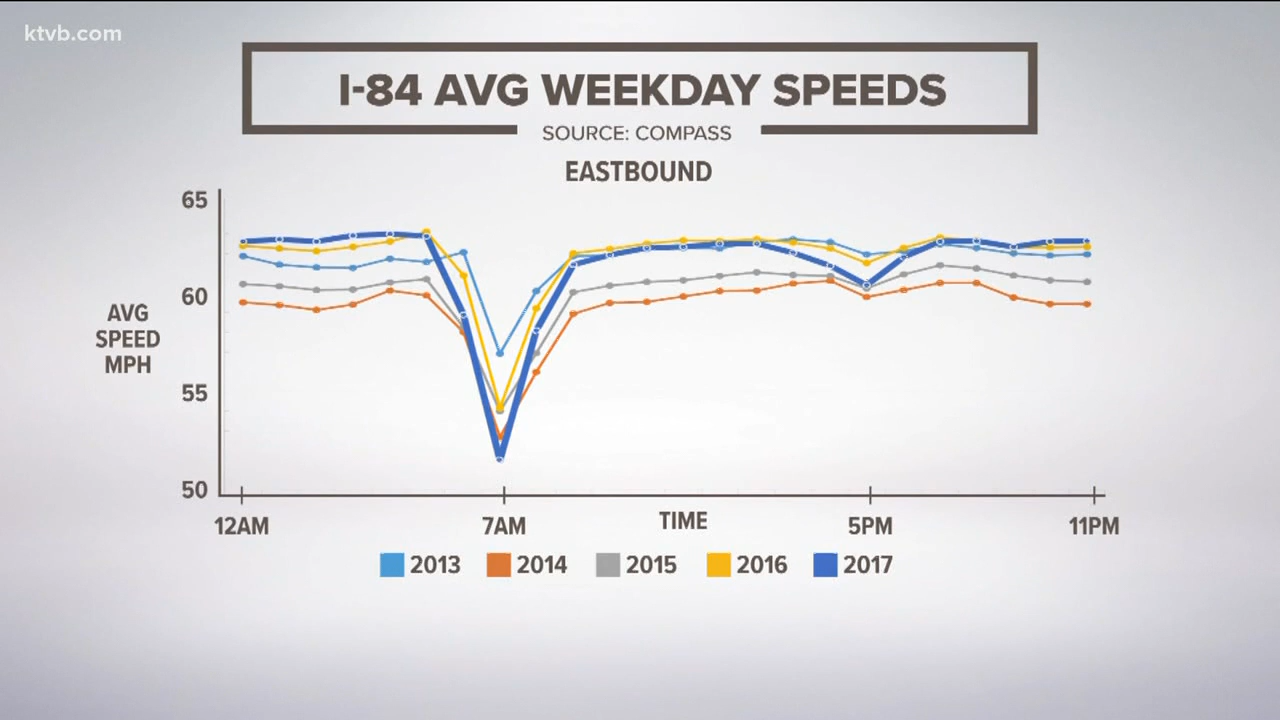 ktvb.com
I-84 AVG WEEKDAY SPEEDS
SOURCE: COMPASS
EASTBOUND
65
60
55
50
AVG
SPEED
MPH
12AM
7AM
TIME
5PM
11PM
2013
2014
2015
2016
2017